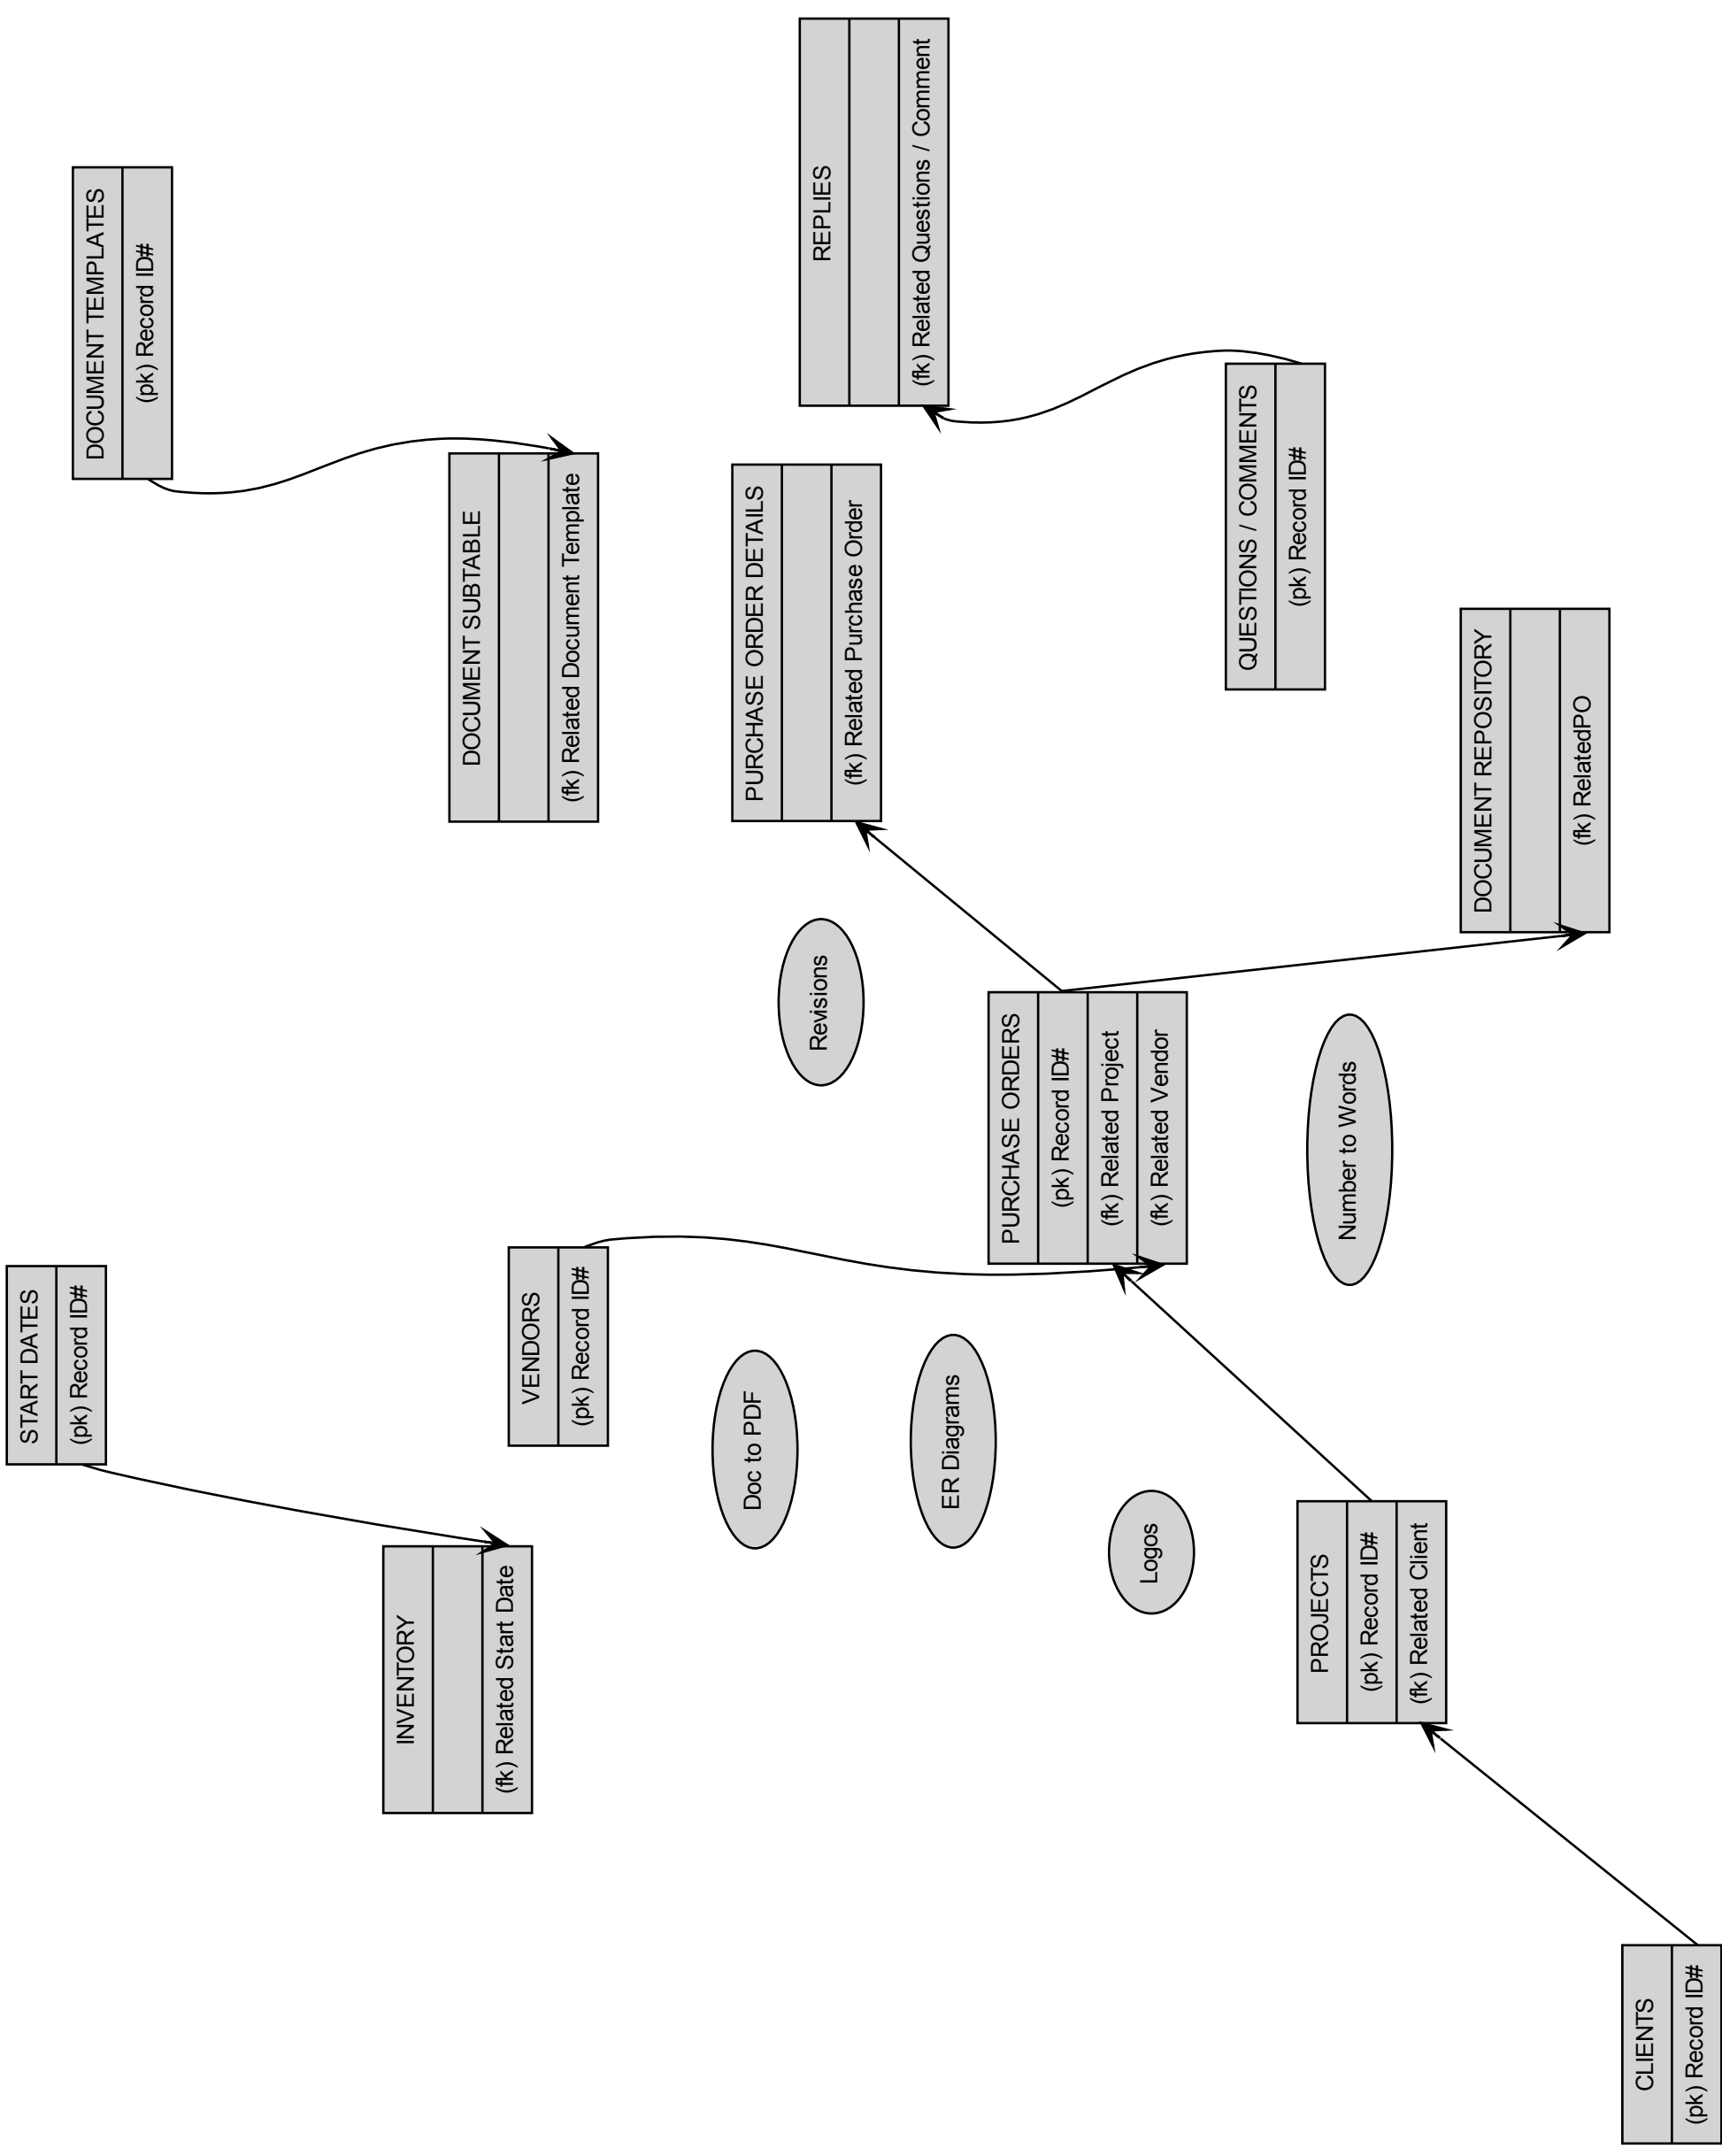 START DATES
(pk) Record ID#
DOCUMENT TEMPLATES
(pk) Record ID#
INVENTORY
(fk) Related Start Date
DOCUMENT SUBTABLE
(fk) Related Document Template
VENDORS
(pk) Record ID#
Doc to PDF
Revisions
PURCHASE ORDER DETAILS
(fk) Related Purchase Order
REPLIES
(fk) Related Questions / Comment
ER Diagrams
PURCHASE ORDERS
(pk) Record ID#
(fk) Related Project
(fk) Related Vendor
Logos
QUESTIONS / COMMENTS
(pk) Record ID#
PROJECTS
(pk) Record ID#
(fk) Related Client
Number to Words
DOCUMENT REPOSITORY
(fk) RelatedPO
CLIENTS
(pk) Record ID#